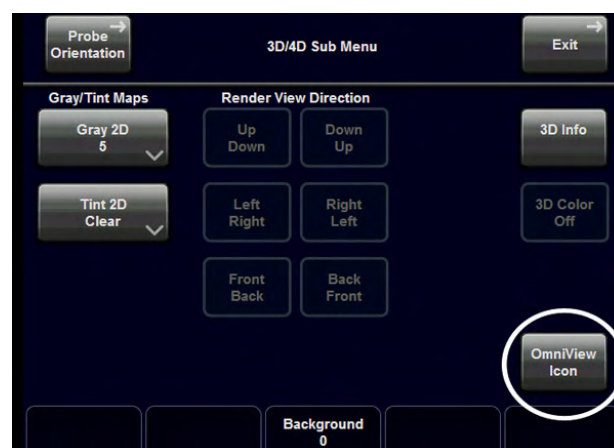 Probe
Orientation
3D/4D Sub Menu
Exit
Gray/Tint Maps
Render View Direction
Gray 2D
5
Up
Down
Down
Up
3D Info
Tint 2D
Clear
Left
Right
Right
Left
3D Color
Off
Front
Back
Back
Front
OmniView
Icon
Background
0